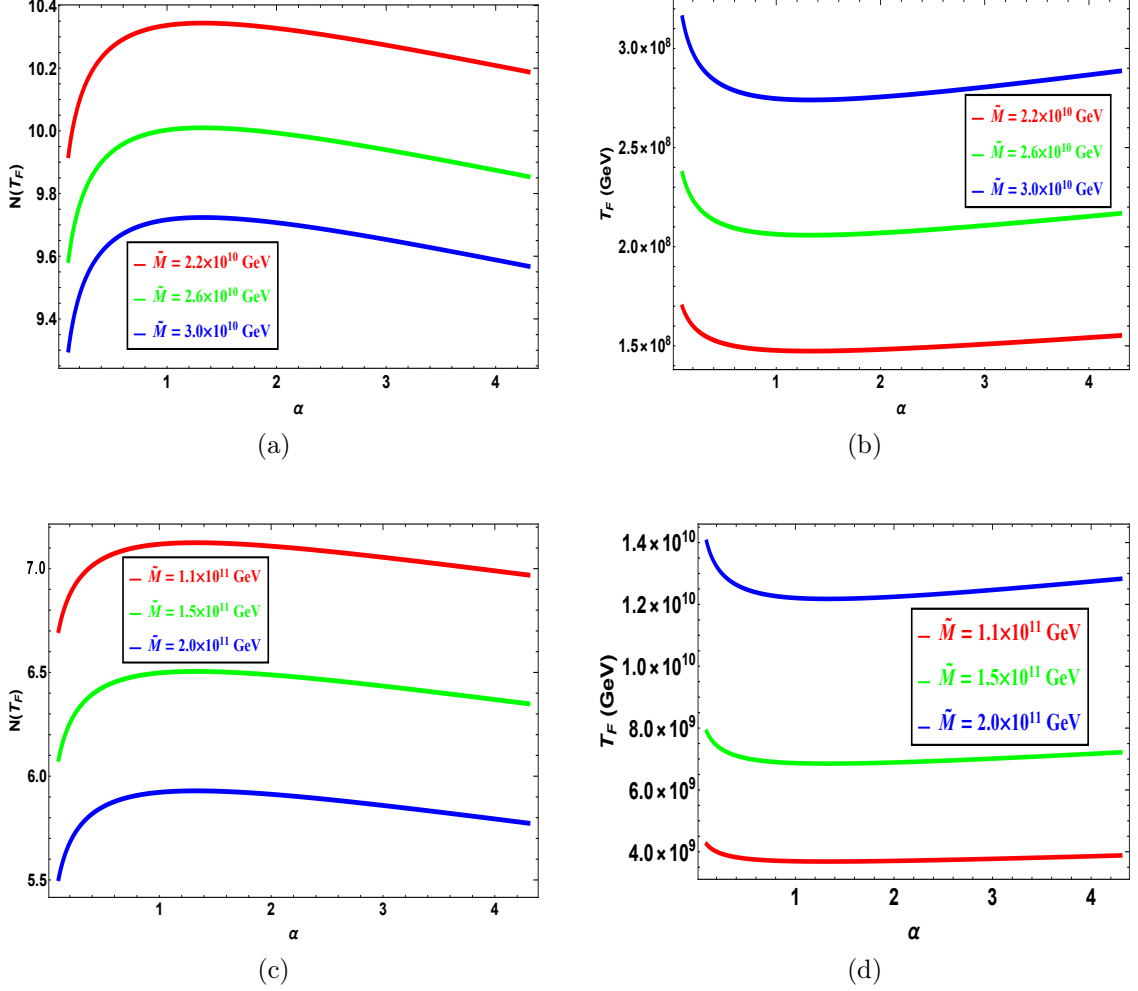 10.4
10.2
10.0
9.8
9.6
9.4
N(T_F)
M̃ = 2.2×10^10 GeV
M̃ = 2.6×10^10 GeV
M̃ = 3.0×10^10 GeV
1 2 3 4
α
(a)
3.0×10^8
2.5×10^8
2.0×10^8
1.5×10^8
T_F (GeV)
M̃ = 2.2×10^10 GeV
M̃ = 2.6×10^10 GeV
M̃ = 3.0×10^10 GeV
1 2 3 4
α
(b)
7.0
6.5
6.0
5.5
N(T_F)
M̃ = 1.1×10^11 GeV
M̃ = 1.5×10^11 GeV
M̃ = 2.0×10^11 GeV
1 2 3 4
α
(c)
1.4×10^10
1.2×10^10
1.0×10^10
8.0×10^9
6.0×10^9
4.0×10^9
T_F (GeV)
M̃ = 1.1×10^11 GeV
M̃ = 1.5×10^11 GeV
M̃ = 2.0×10^11 GeV
1 2 3 4
α
(d)